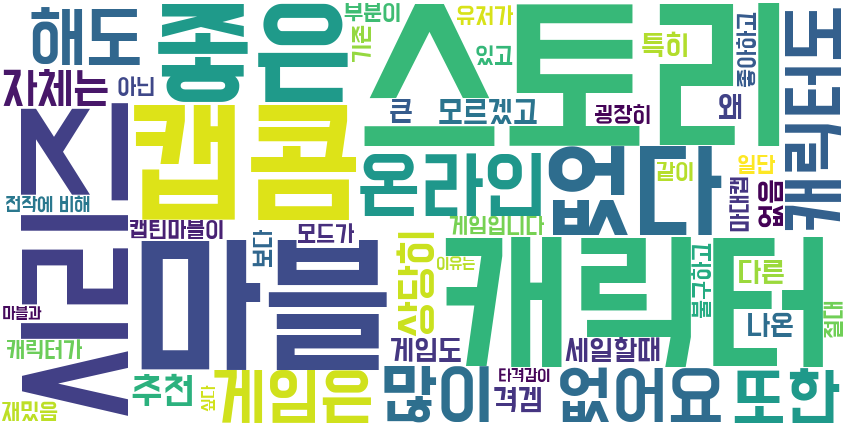 해도
좋은
부분이
기존
유저가
있고
스토리
특히
좋아하고
캐릭터도
자체는
아닌
시리즈
캡콤
큰
모르겠고
굉장히
왜
전작에 비해
온라인
없다
같이
일단
마대캡
없음
캡틴마블이
보다
모드가
게임입니다
마블
상당히
이유는
캐릭터
불구하고
다른
절대
마블과
나온
캐릭터가
게임도
세일할때
재밌음
추천
싶다
게임은
많이
타격감이
격겜
없어요
또한